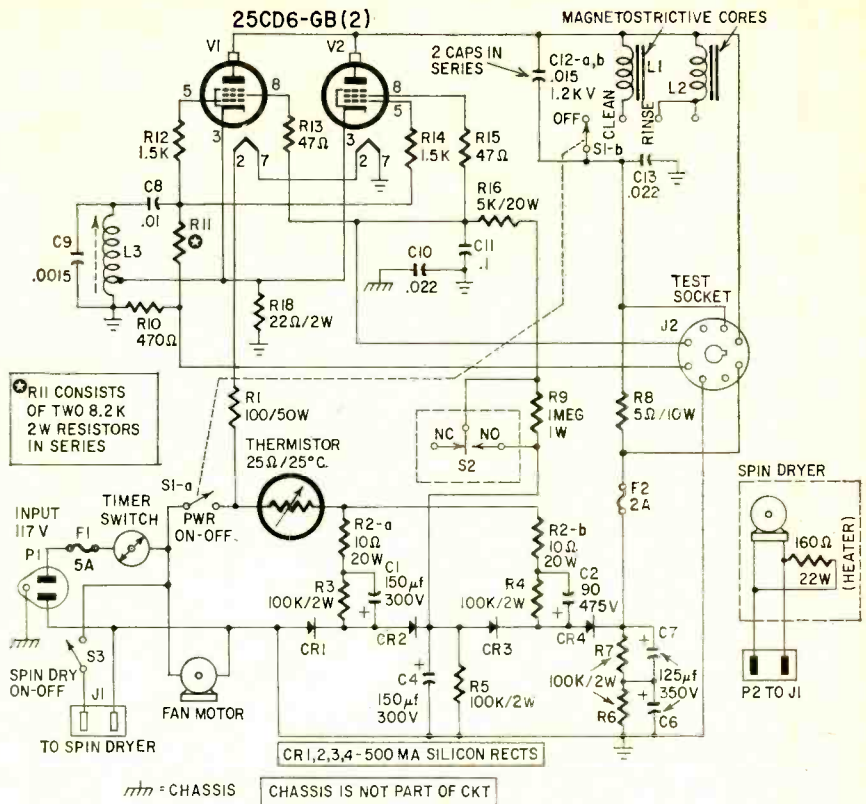 25CD6-GB(2)
MAGNETOSTRICTIVE CORES
V1
V2
2 CAPS IN
SERIES
C12-a,b
.015
1.2KV
L1
L2
5
8
3
8
5
3
R12
1.5K
R13
47Ω
R14
1.5K
R15
47Ω
2
7
2
7
OFF
CLEAN
RINSE
S1-b
C13
.022
C8
.01
R16
5K/20W
C9
.0015
L3
R11
✪
C10
.022
C11
.1
R10
470Ω
R18
22Ω/2W
TEST
SOCKET
J2
✪R11 CONSISTS
OF TWO 8.2K
2W RESISTORS
IN SERIES
R1
100/50W
R9
1MEG
1W
R8
5Ω/10W
NC
NO
S2
THERMISTOR
25Ω/25°C.
S1-a
PWR
ON-OFF
INPUT
117 V
P1
F1
5A
TIMER
SWITCH
F2
2A
SPIN DRYER
160Ω
22W
(HEATER)
R2-a
10Ω
20W
R2-b
10Ω
20W
C1
150µf
300V
+
R3
100K/2W
R4
100K/2W
C2
90
475V
+
CR1
CR2
CR3
CR4
S3
SPIN DRY
ON-OFF
J1
TO SPIN DRYER
FAN MOTOR
C4
150µf
300V
+
R5
100K/2W
R7
100K/2W
R6
+
C7
125µf
350V
+
C6
P2 TO J1
CR1,2,3,4-500 MA SILICON RECTS
= CHASSIS
CHASSIS IS NOT PART OF CKT